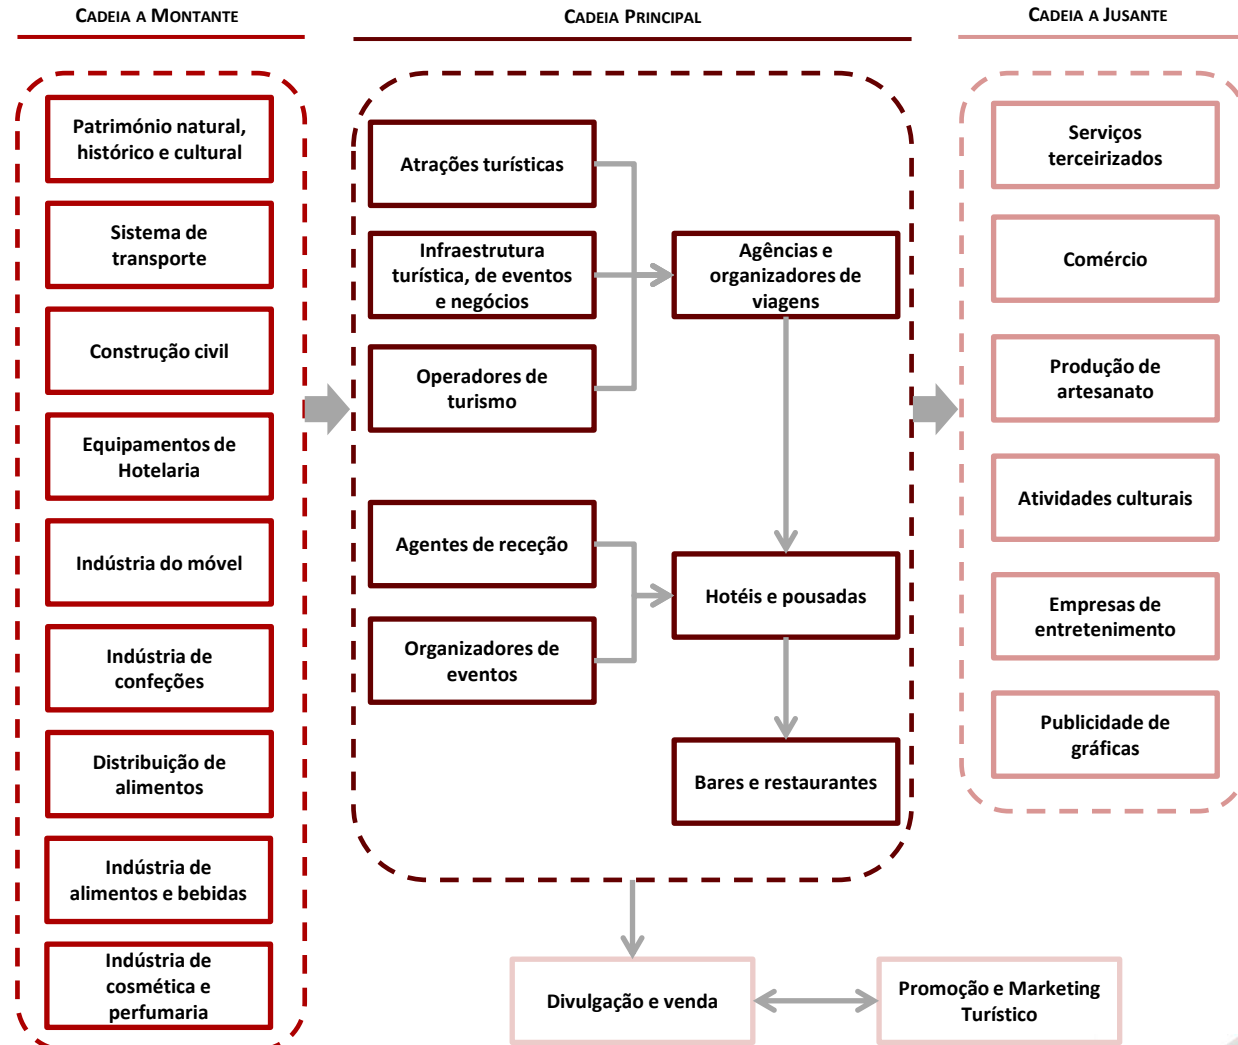 CADEIA A MONTANTE
Património natural,
histórico e cultural
Sistema de
transporte
Construção civil
Equipamentos de
Hotelaria
Indústria do móvel
Indústria de
confeções
Distribuição de
alimentos
Indústria de
alimentos e bebidas
Indústria de
cosmética e
perfumaria
CADEIA PRINCIPAL
Atrações turísticas
Infraestrutura
turística, de eventos
e negócios
Operadores de
turismo
Agências e
organizadores de
viagens
Agentes de receção
Organizadores de
eventos
Hotéis e pousadas
Bares e restaurantes
Divulgação e venda
Promoção e Marketing
Turístico
CADEIA A JUSANTE
Serviços
terceirizados
Comércio
Produção de
artesanato
Atividades culturais
Empresas de
entretenimento
Publicidade de
gráficas